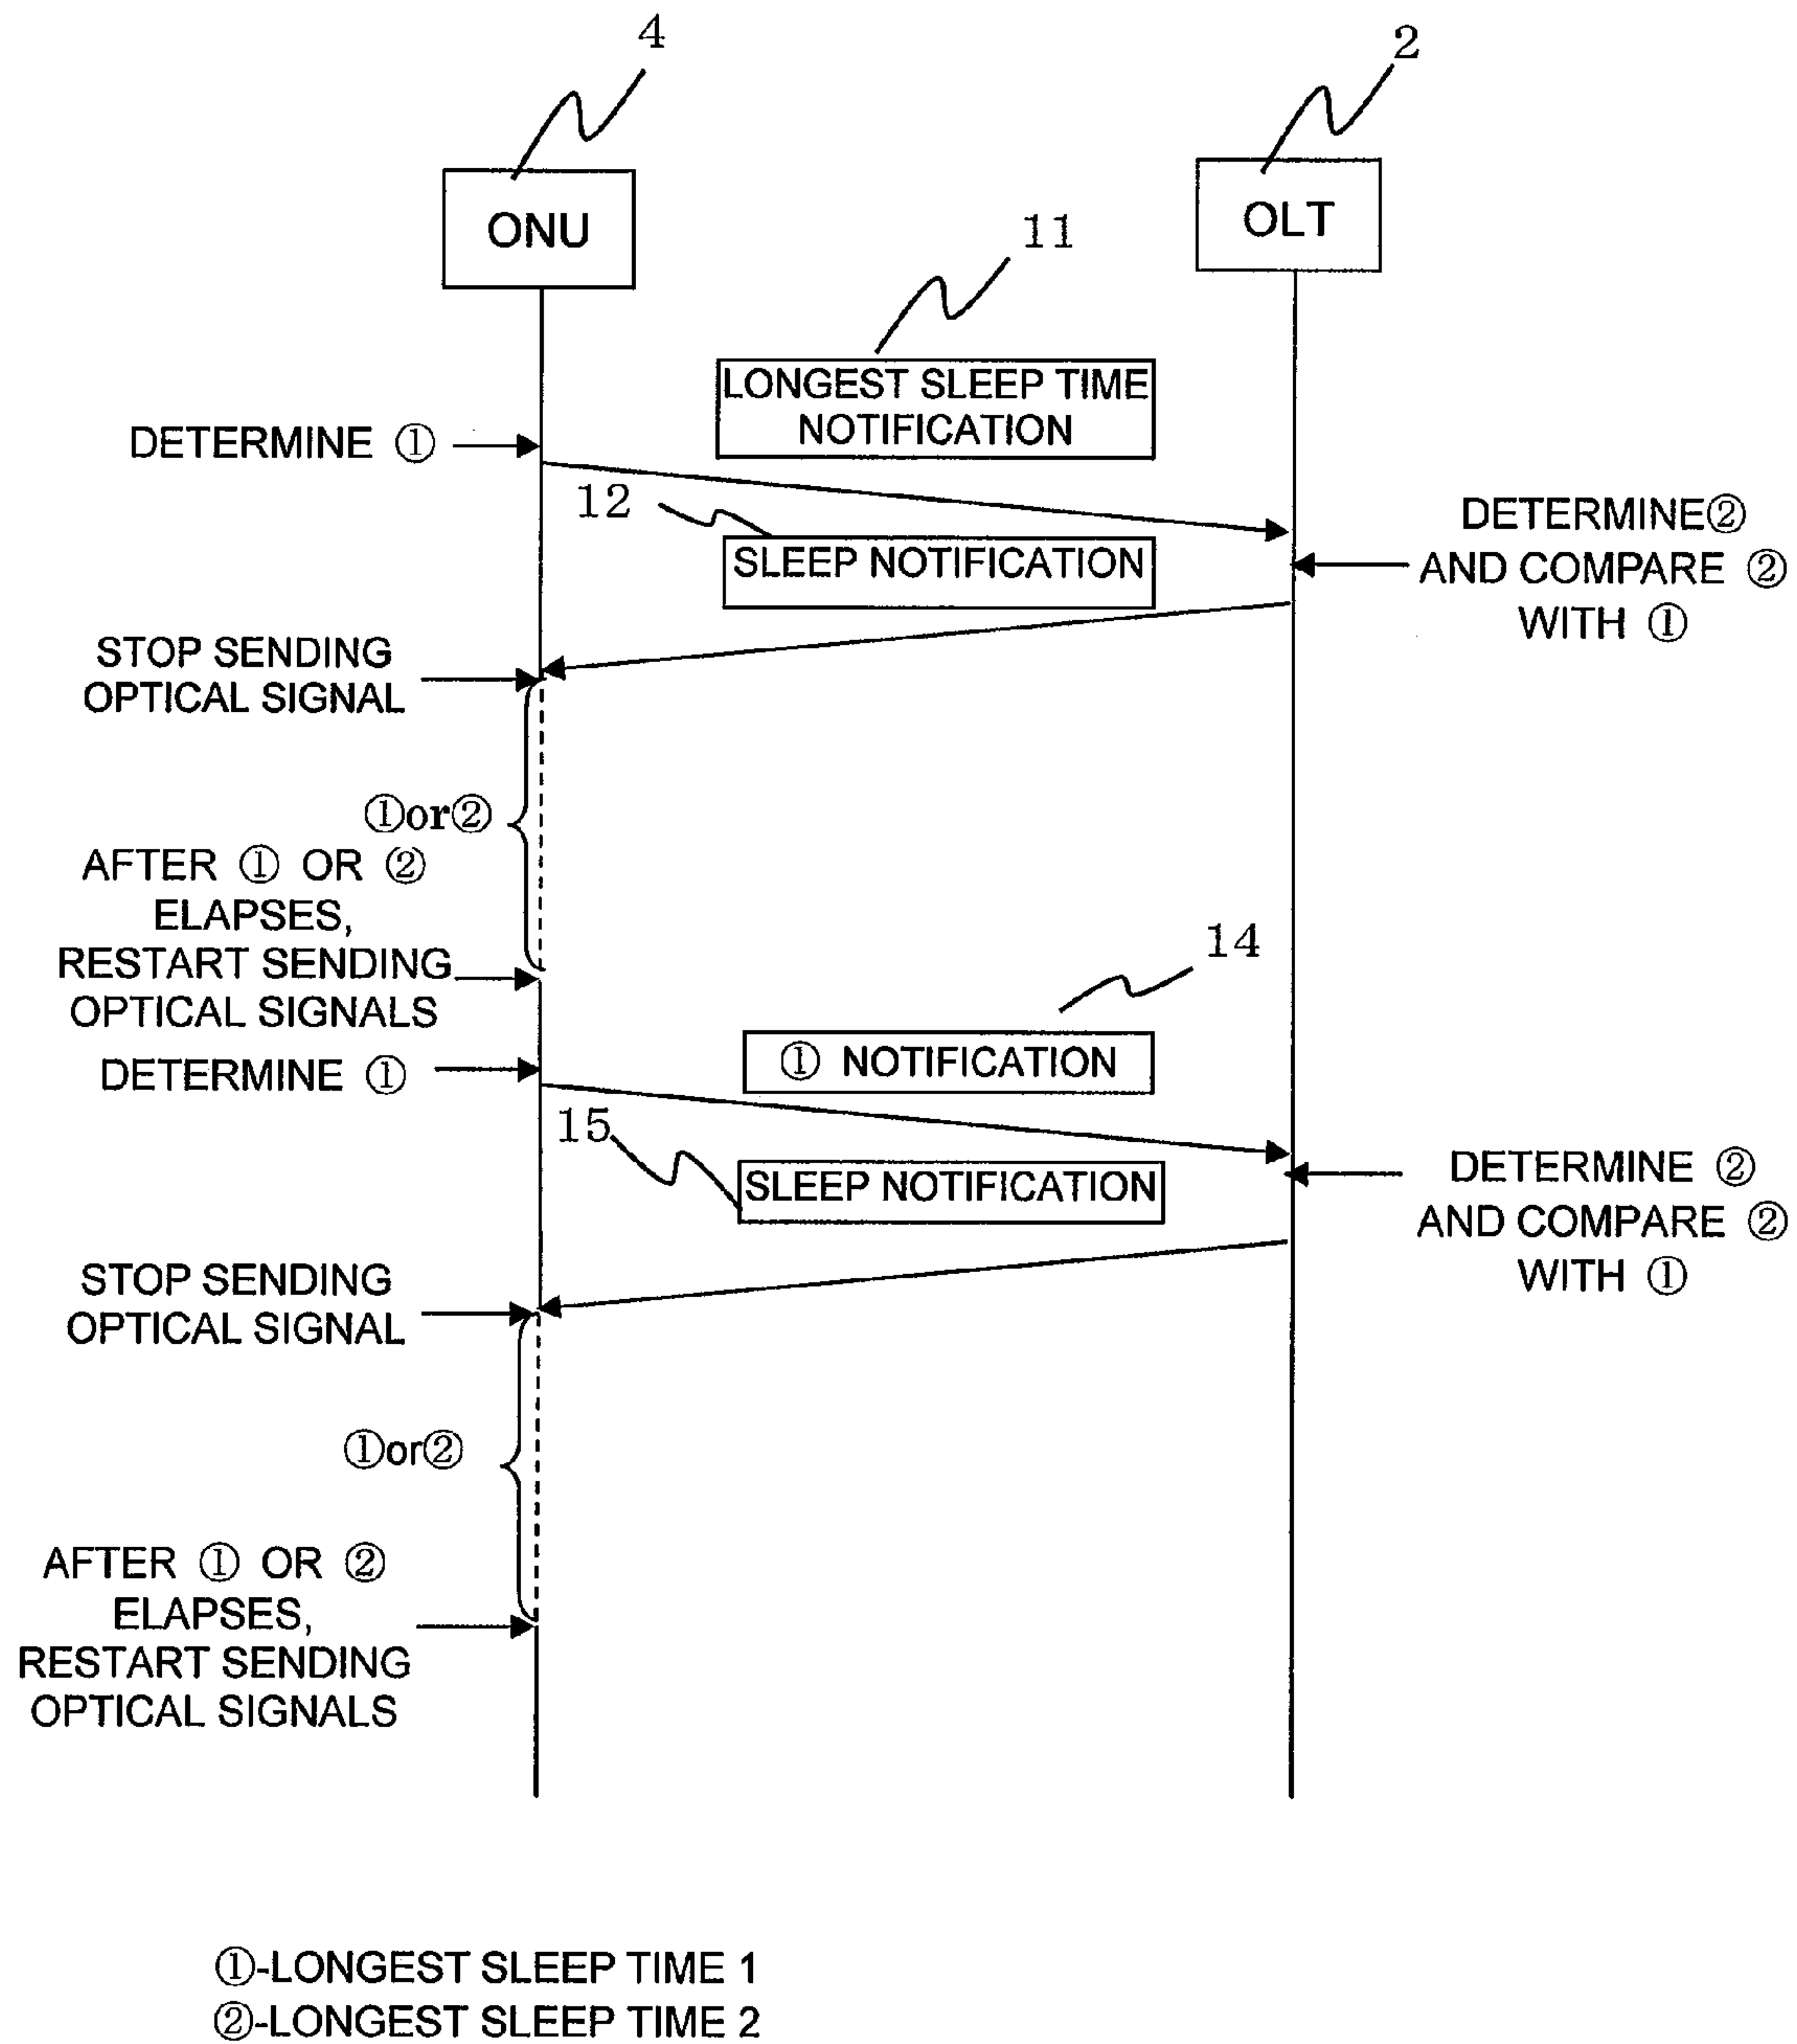 4
2
ONU
OLT
11
LONGEST SLEEP TIME
NOTIFICATION
DETERMINE ①
12
SLEEP NOTIFICATION
DETERMINE②
AND COMPARE ②
WITH ①
STOP SENDING
OPTICAL SIGNAL
①or②
AFTER ① OR ②
ELAPSES,
RESTART SENDING
OPTICAL SIGNALS
14
① NOTIFICATION
DETERMINE ①
15
SLEEP NOTIFICATION
DETERMINE ②
AND COMPARE ②
WITH ①
STOP SENDING
OPTICAL SIGNAL
①or②
AFTER ① OR ②
ELAPSES,
RESTART SENDING
OPTICAL SIGNALS
①-LONGEST SLEEP TIME 1
②-LONGEST SLEEP TIME 2